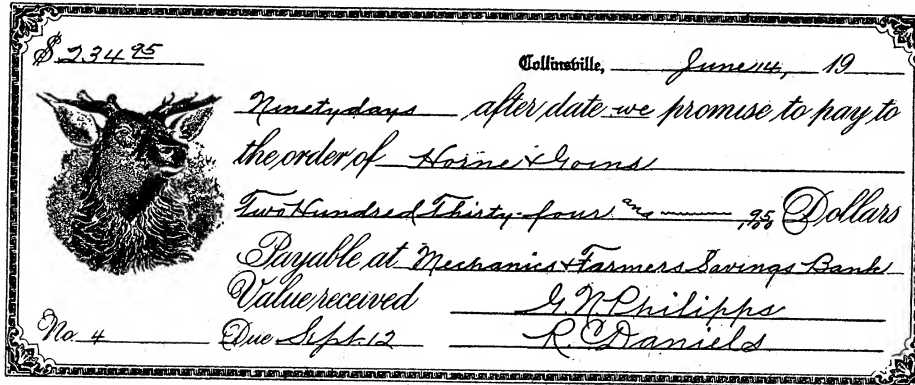 $ 234 95
Collinsville, June 14, 19
Ninety days after date we promise to pay to
the order of Horne & Goins
Two Hundred Thirty-four and 95/100 Dollars
Payable at Mechanics & Farmers Savings Bank
Value received G. N. Philipps
No. 4 Due Sept. 12 R. C. Daniels